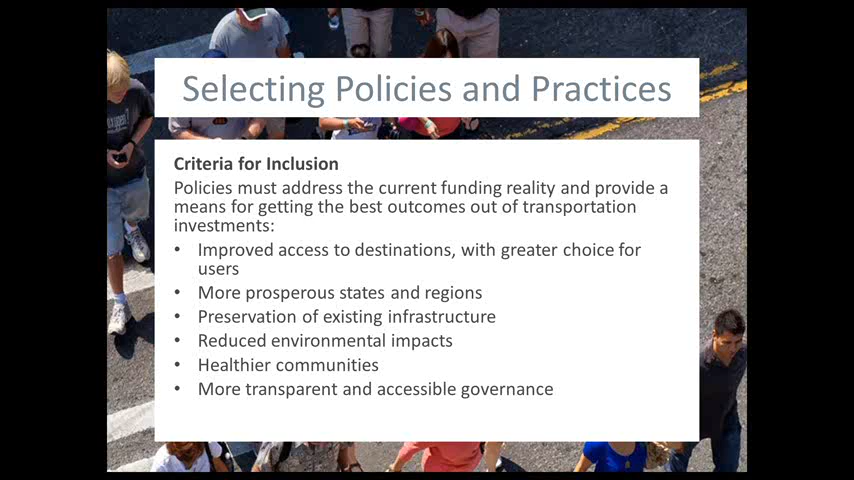 Selecting Policies and Practices
Criteria for Inclusion
Policies must address the current funding reality and provide a
means for getting the best outcomes out of transportation
investments:
• Improved access to destinations, with greater choice for
users
• More prosperous states and regions
• Preservation of existing infrastructure
• Reduced environmental impacts
• Healthier communities
• More transparent and accessible governance